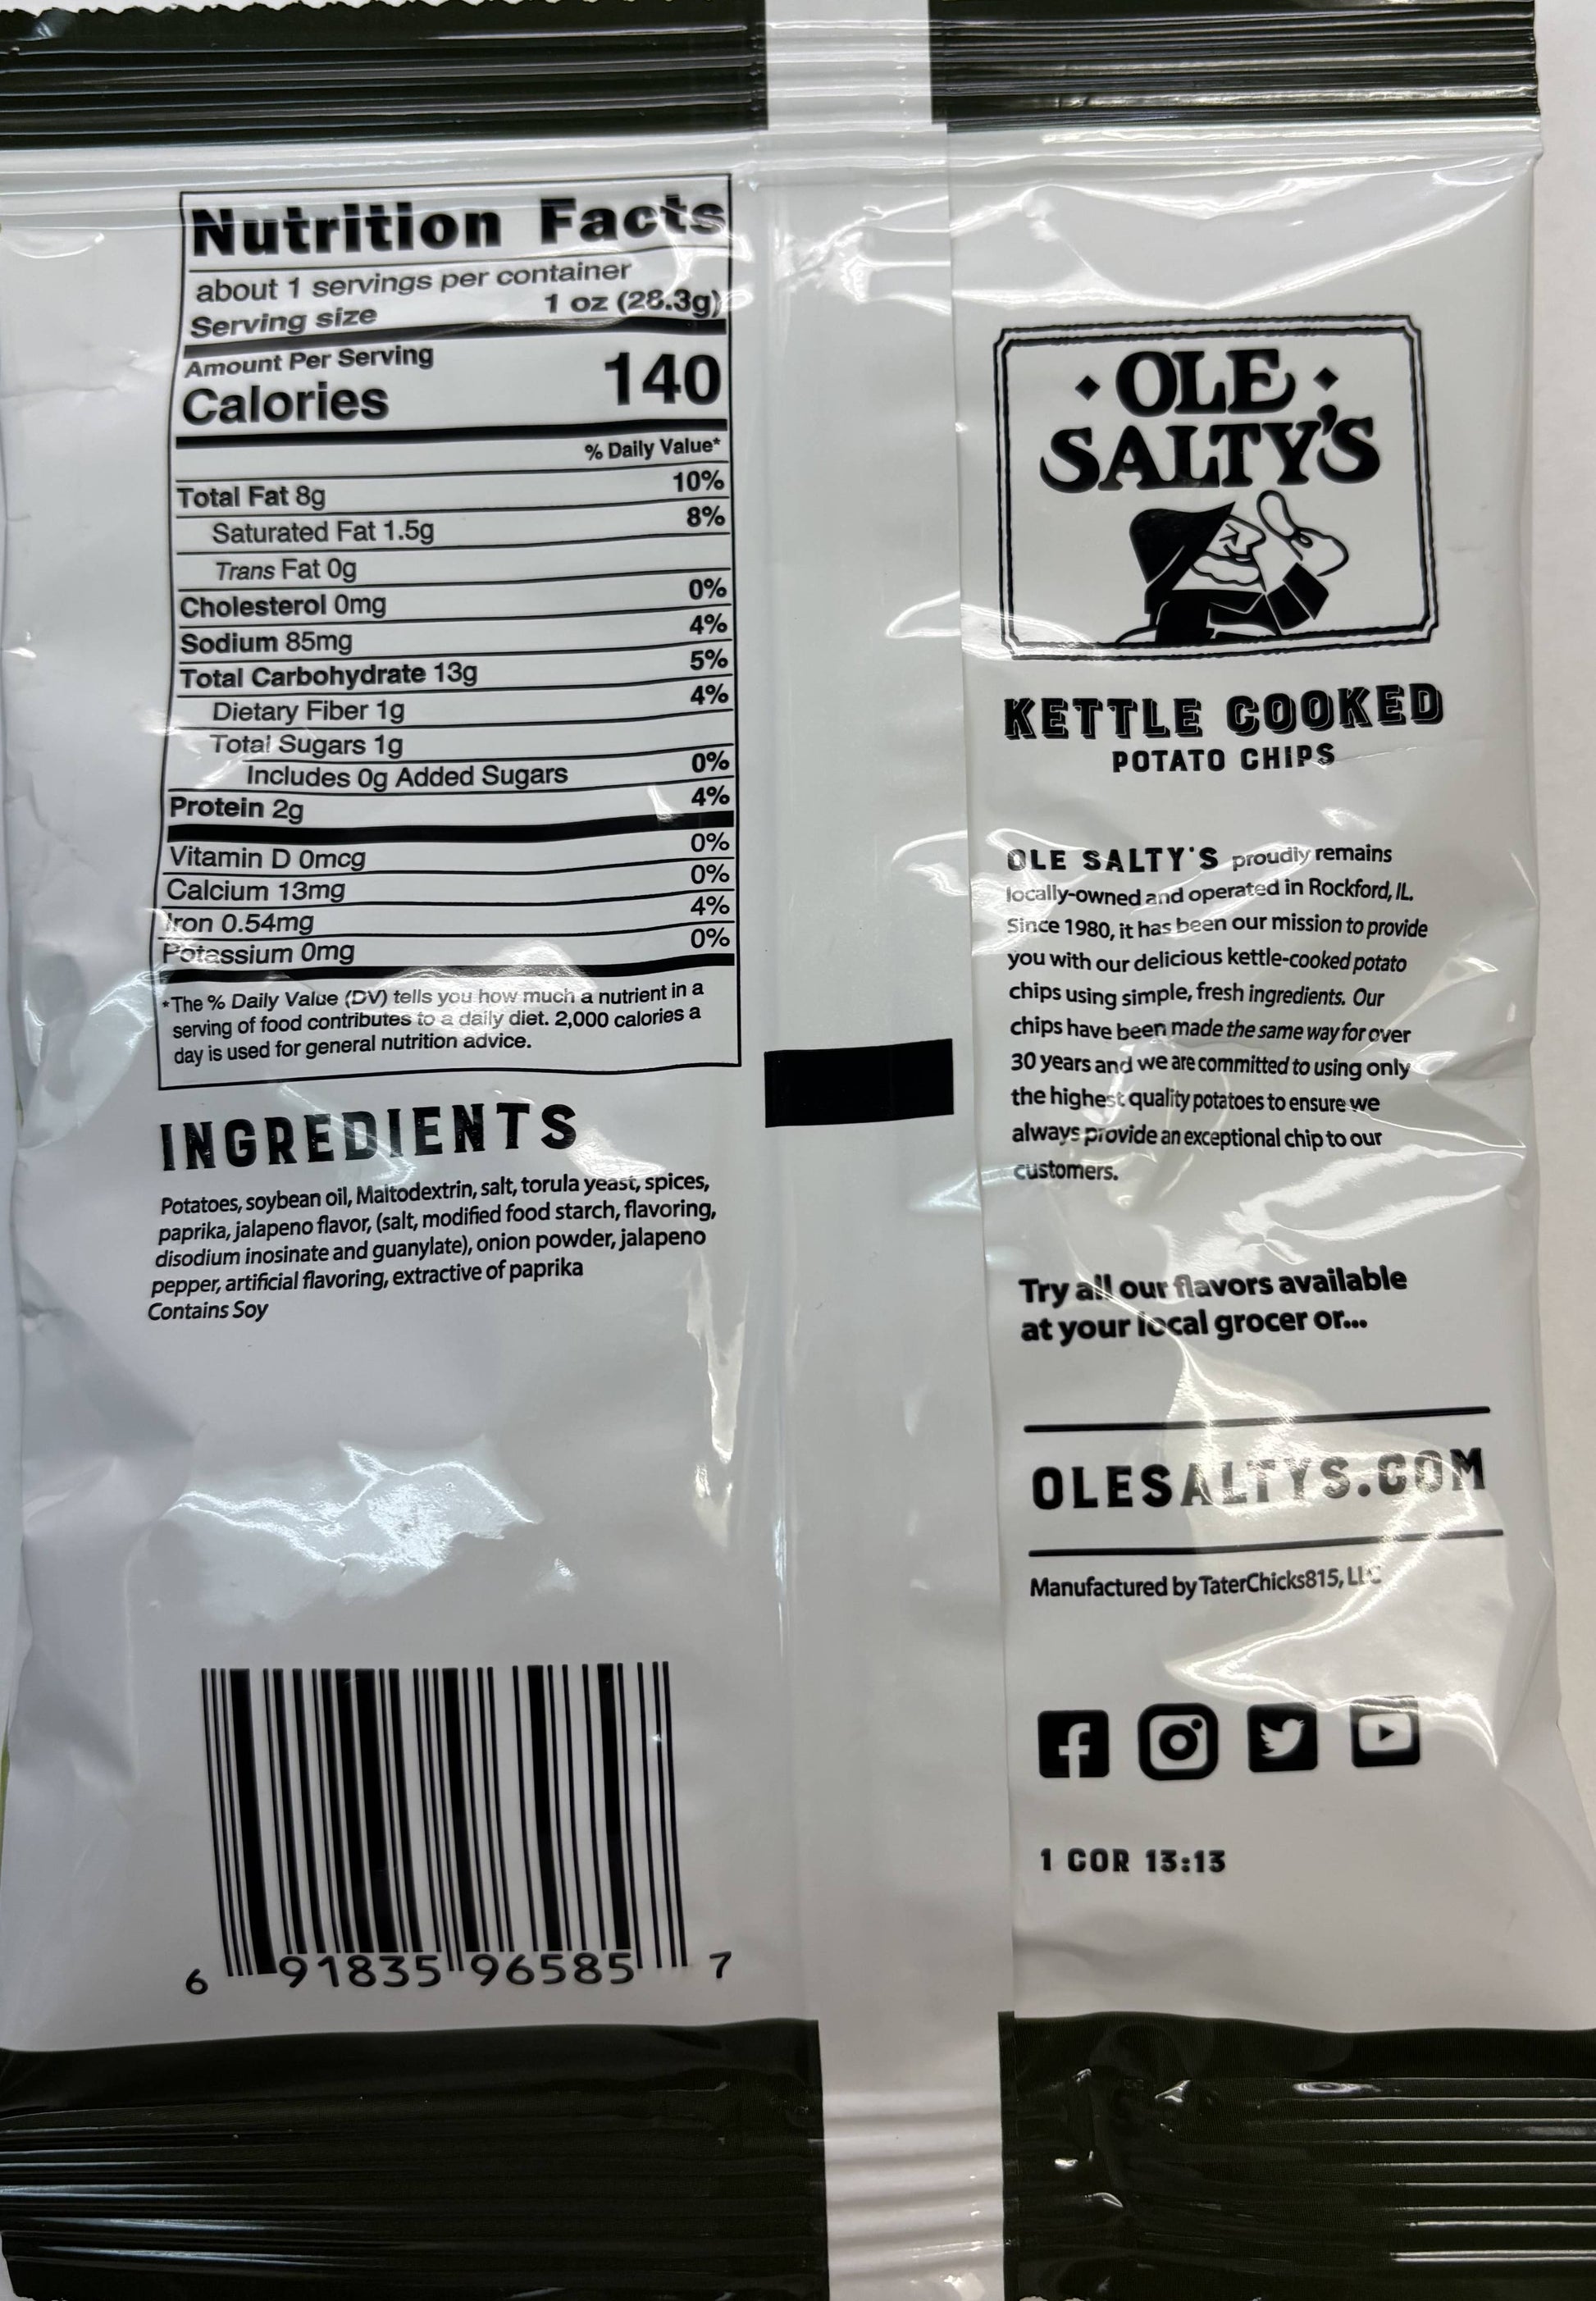 Nutrition Facts
about 1 servings per container
Serving size 1 oz (28.3g)
Amount Per Serving
Calories 140
% Daily Value*
Total Fat 8g 10%
Saturated Fat 1.5g 8%
Trans Fat 0g
Cholesterol 0mg 0%
Sodium 85mg 4%
Total Carbohydrate 13g 5%
Dietary Fiber 1g 4%
Total Sugars 1g
Includes 0g Added Sugars 0%
Protein 2g 4%
Vitamin D 0mcg 0%
Calcium 13mg 0%
Iron 0.54mg 4%
Potassium 0mg 0%
*The % Daily Value (DV) tells you how much a nutrient in a
serving of food contributes to a daily diet. 2,000 calories a
day is used for general nutrition advice.
INGREDIENTS
Potatoes, soybean oil, Maltodextrin, salt, torula yeast, spices,
paprika, jalapeno flavor, (salt, modified food starch, flavoring,
disodium inosinate and guanylate), onion powder, jalapeno
pepper, artificial flavoring, extractive of paprika
Contains Soy
6 91835 96585 7
OLE
SALTY'S
KETTLE COOKED
POTATO CHIPS
OLE SALTY'S proudly remains
locally-owned and operated in Rockford, IL.
Since 1980, it has been our mission to provide
you with our delicious kettle-cooked potato
chips using simple, fresh ingredients. Our
chips have been made the same way for over
30 years and we are committed to using only
the highest quality potatoes to ensure we
always provide an exceptional chip to our
customers.
Try all our flavors available
at your local grocer or...
OLESALTYS.COM
Manufactured by TaterChicks815, LLC
1 COR 13:13